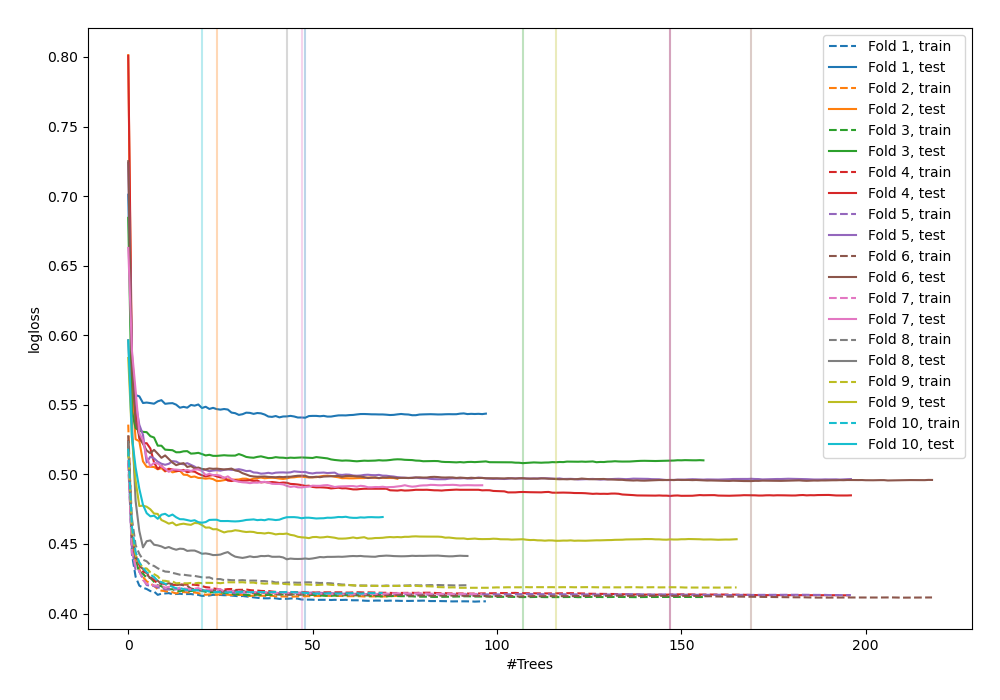 0.80
0.75
0.70
0.65
0.60
0.55
0.50
0.45
0.40
logloss
0
50
100
150
200
#Trees
Fold 1, train
Fold 1, test
Fold 2, train
Fold 2, test
Fold 3, train
Fold 3, test
Fold 4, train
Fold 4, test
Fold 5, train
Fold 5, test
Fold 6, train
Fold 6, test
Fold 7, train
Fold 7, test
Fold 8, train
Fold 8, test
Fold 9, train
Fold 9, test
Fold 10, train
Fold 10, test